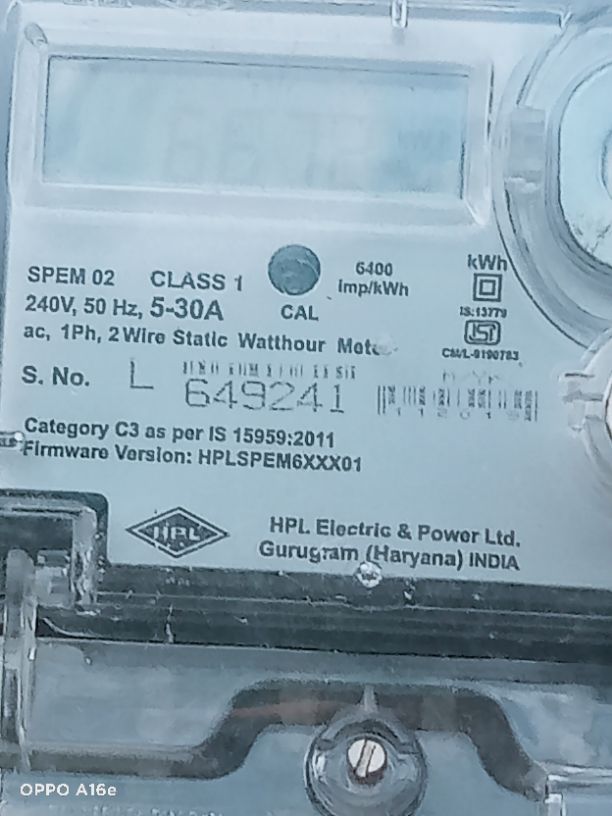 SPEM 02 CLASS 1
CAL
6400
Imp/kWh
kWh
240V, 50 Hz, 5-30A
IS:13779
ac, 1Ph, 2 Wire Static Watthour
CM/L-9190783
S. No. L 649241
Category C3 as per IS 15959:2011
Firmware Version: HPLSPEM6XXX01
HPL
HPL Electric & Power Ltd.
Gurugram (Haryana) INDIA
OPPO A16e